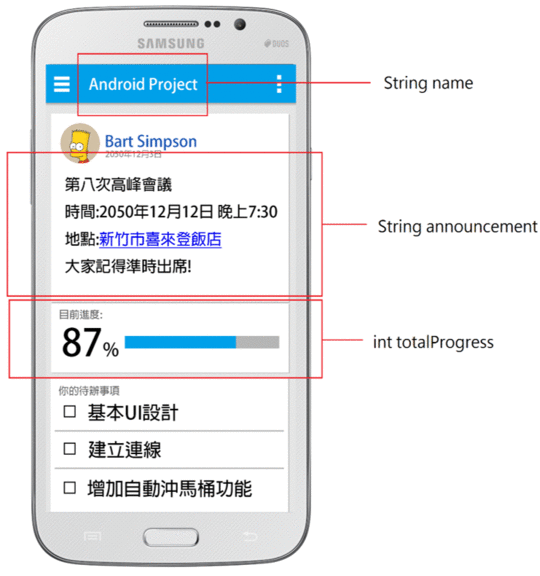 SAMSUNG
DUOS
Android Project
String name
Bart Simpson
2050年12月3日
第八次高峰會議
時間:2050年12月12日 晚上7:30
String announcement
地點:新竹市喜來登飯店
大家記得準時出席!
目前進度:
87%
int totalProgress
你的待辦事項
基本UI設計
建立連線
增加自動沖馬桶功能